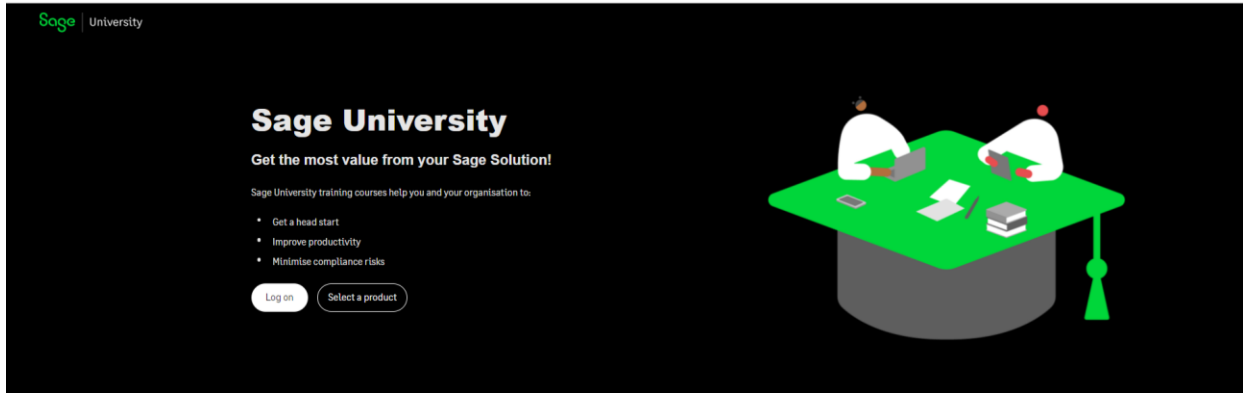 Sage University
Sage University
Get the most value from your Sage Solution!
Sage University training courses help you and your organisation to:
• Get a head start
• Improve productivity
• Minimise compliance risks
Log on Select a product